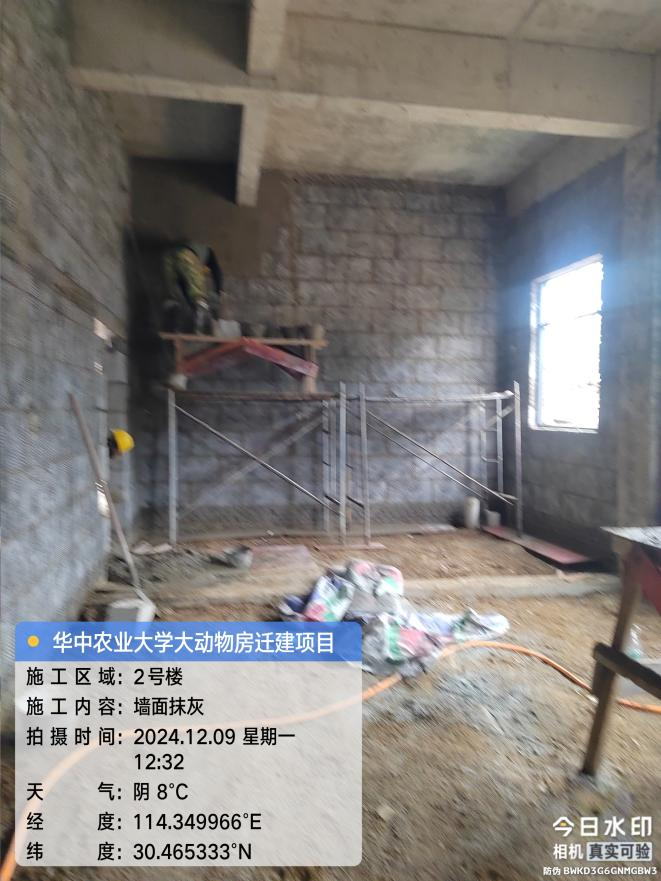 华中农业大学大动物房迁建项目
施工区域：2号楼
施工内容：墙面抹灰
拍摄时间：2024.12.09 星期一
12:32
天气：阴 8℃
经度：114.349966°E
纬度：30.465333°N
今日水印
相机 真实可验
防伪 BWKD3G6GNMGBW3